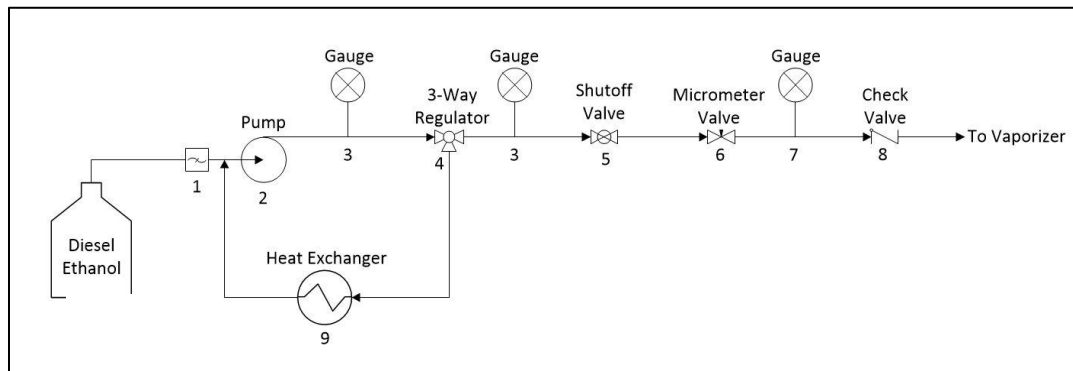 Gauge
Gauge
Gauge
3-Way
Regulator
Shutoff
Valve
Micrometer
Valve
Check
Valve
Pump
To Vaporizer
3
4
3
5
6
7
8
1
2
Diesel
Ethanol
Heat Exchanger
9